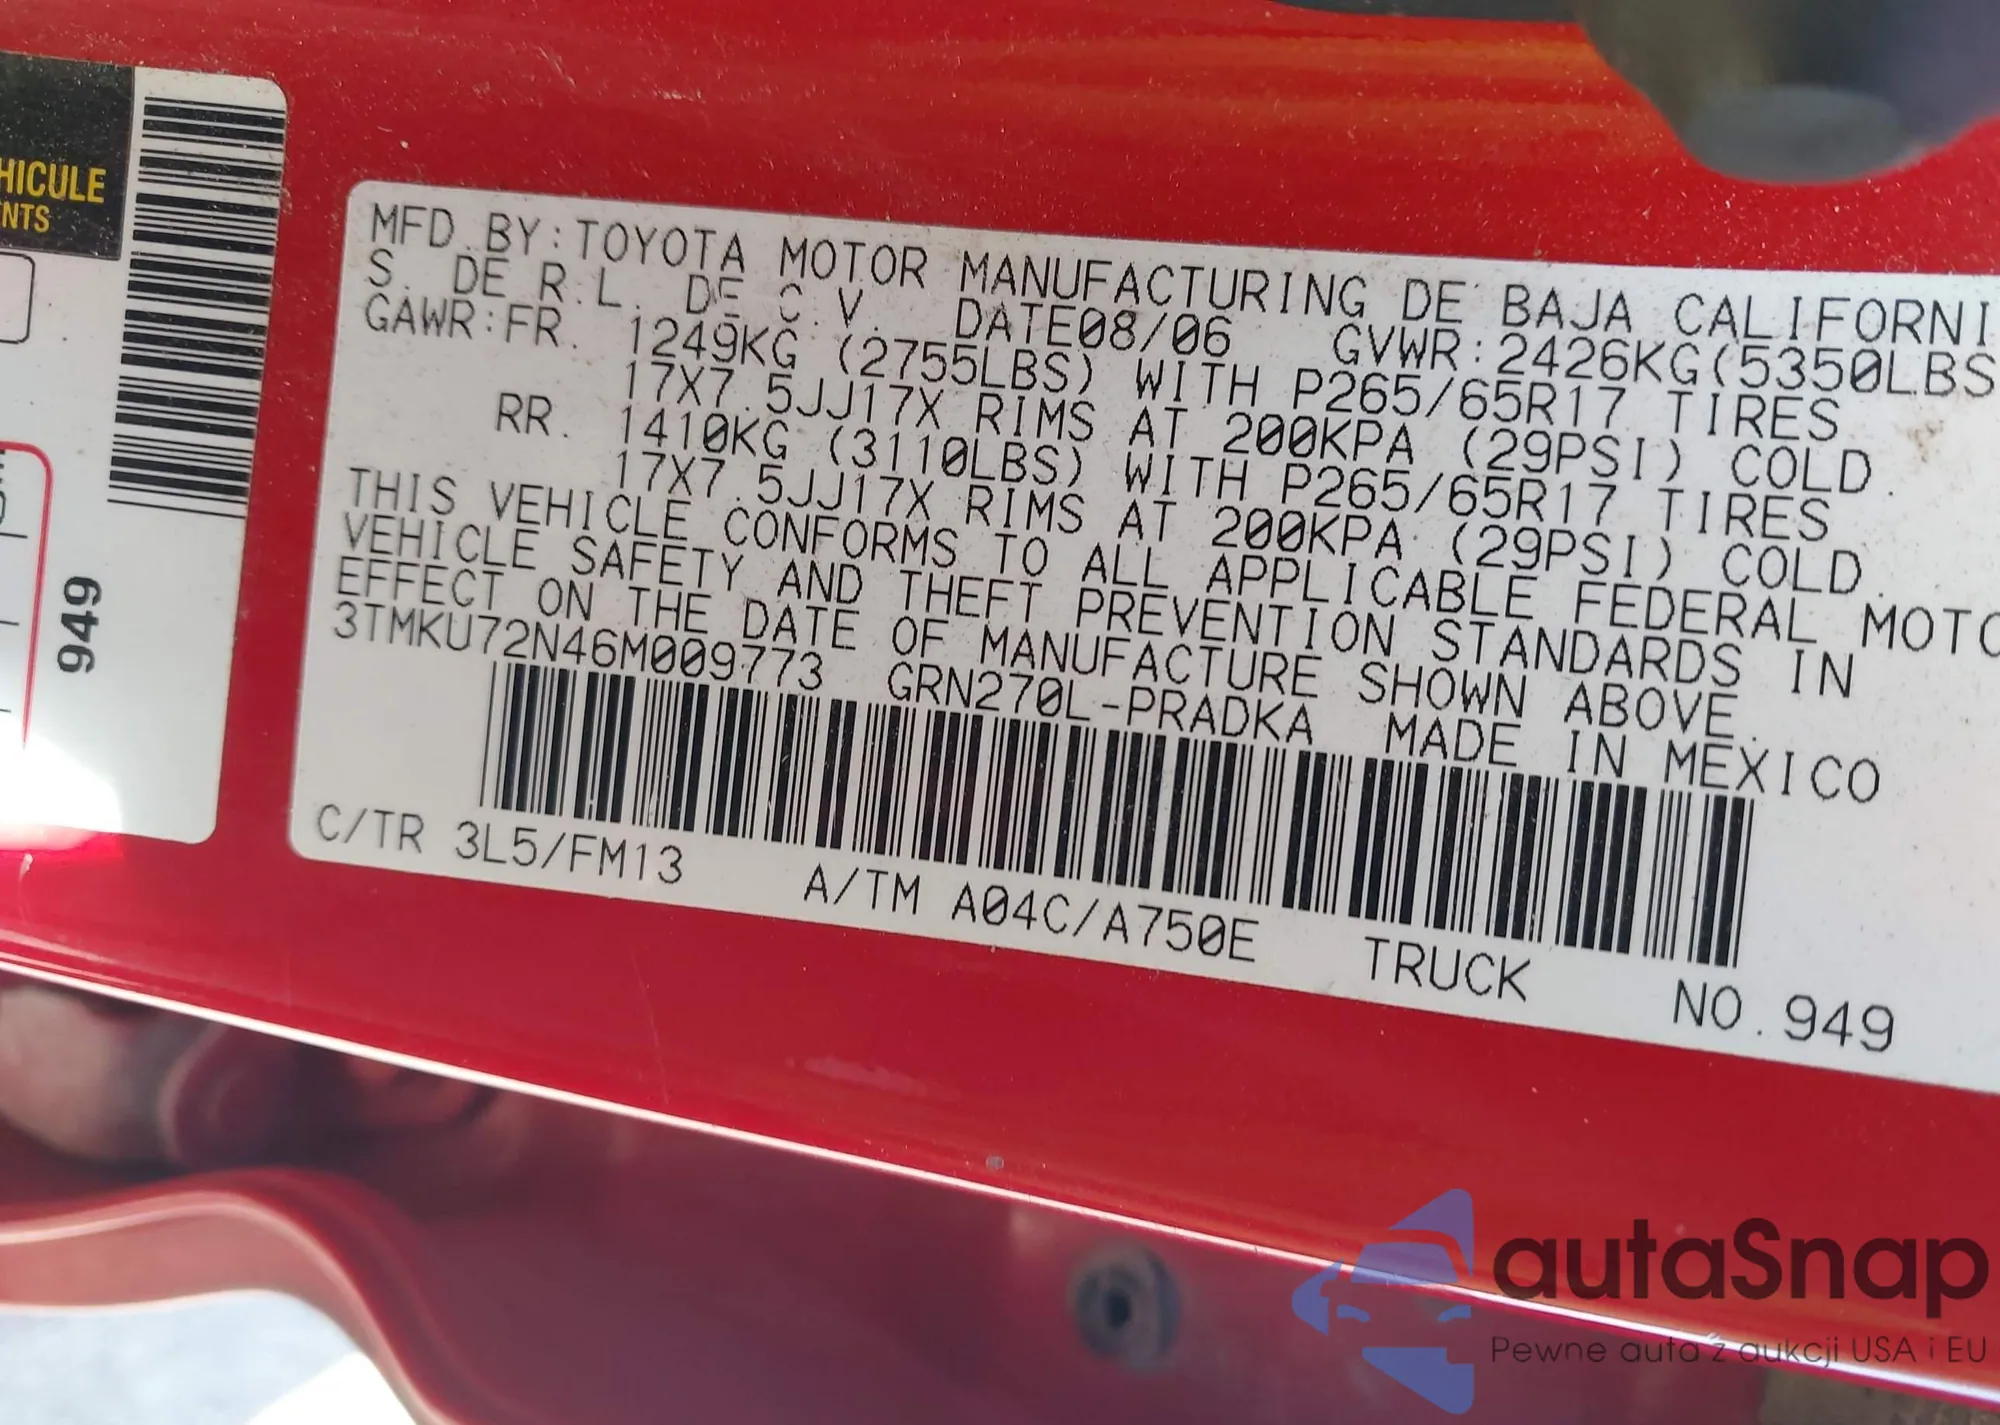 HICULE
NTS
949
MFD.BY:TOYOTA MOTOR MANUFACTURING DE BAJA CALIFORNI
S. DE R.L. DE C.V. DATE08/06 GVWR:2426KG(5350LBS
GAWR:FR. 1249KG (2755LBS) WITH P265/65R17 TIRES
17X7.5JJ17X RIMS AT 200KPA (29PSI) COLD.
RR. 1410KG (3110LBS) WITH P265/65R17 TIRES
17X7.5JJ17X RIMS AT 200KPA (29PSI) COLD.
THIS VEHICLE CONFORMS TO ALL APPLICABLE FEDERAL MOTO
VEHICLE SAFETY AND THEFT PREVENTION STANDARDS IN
EFFECT ON THE DATE OF MANUFACTURE SHOWN ABOVE.
3TMKU72N46M009773 GRN270L-PRADKA MADE IN MEXICO
C/TR 3L5/FM13 A/TM A04C/A750E TRUCK NO.949
autaSnap
Pewne auta z aukcji USA i EU